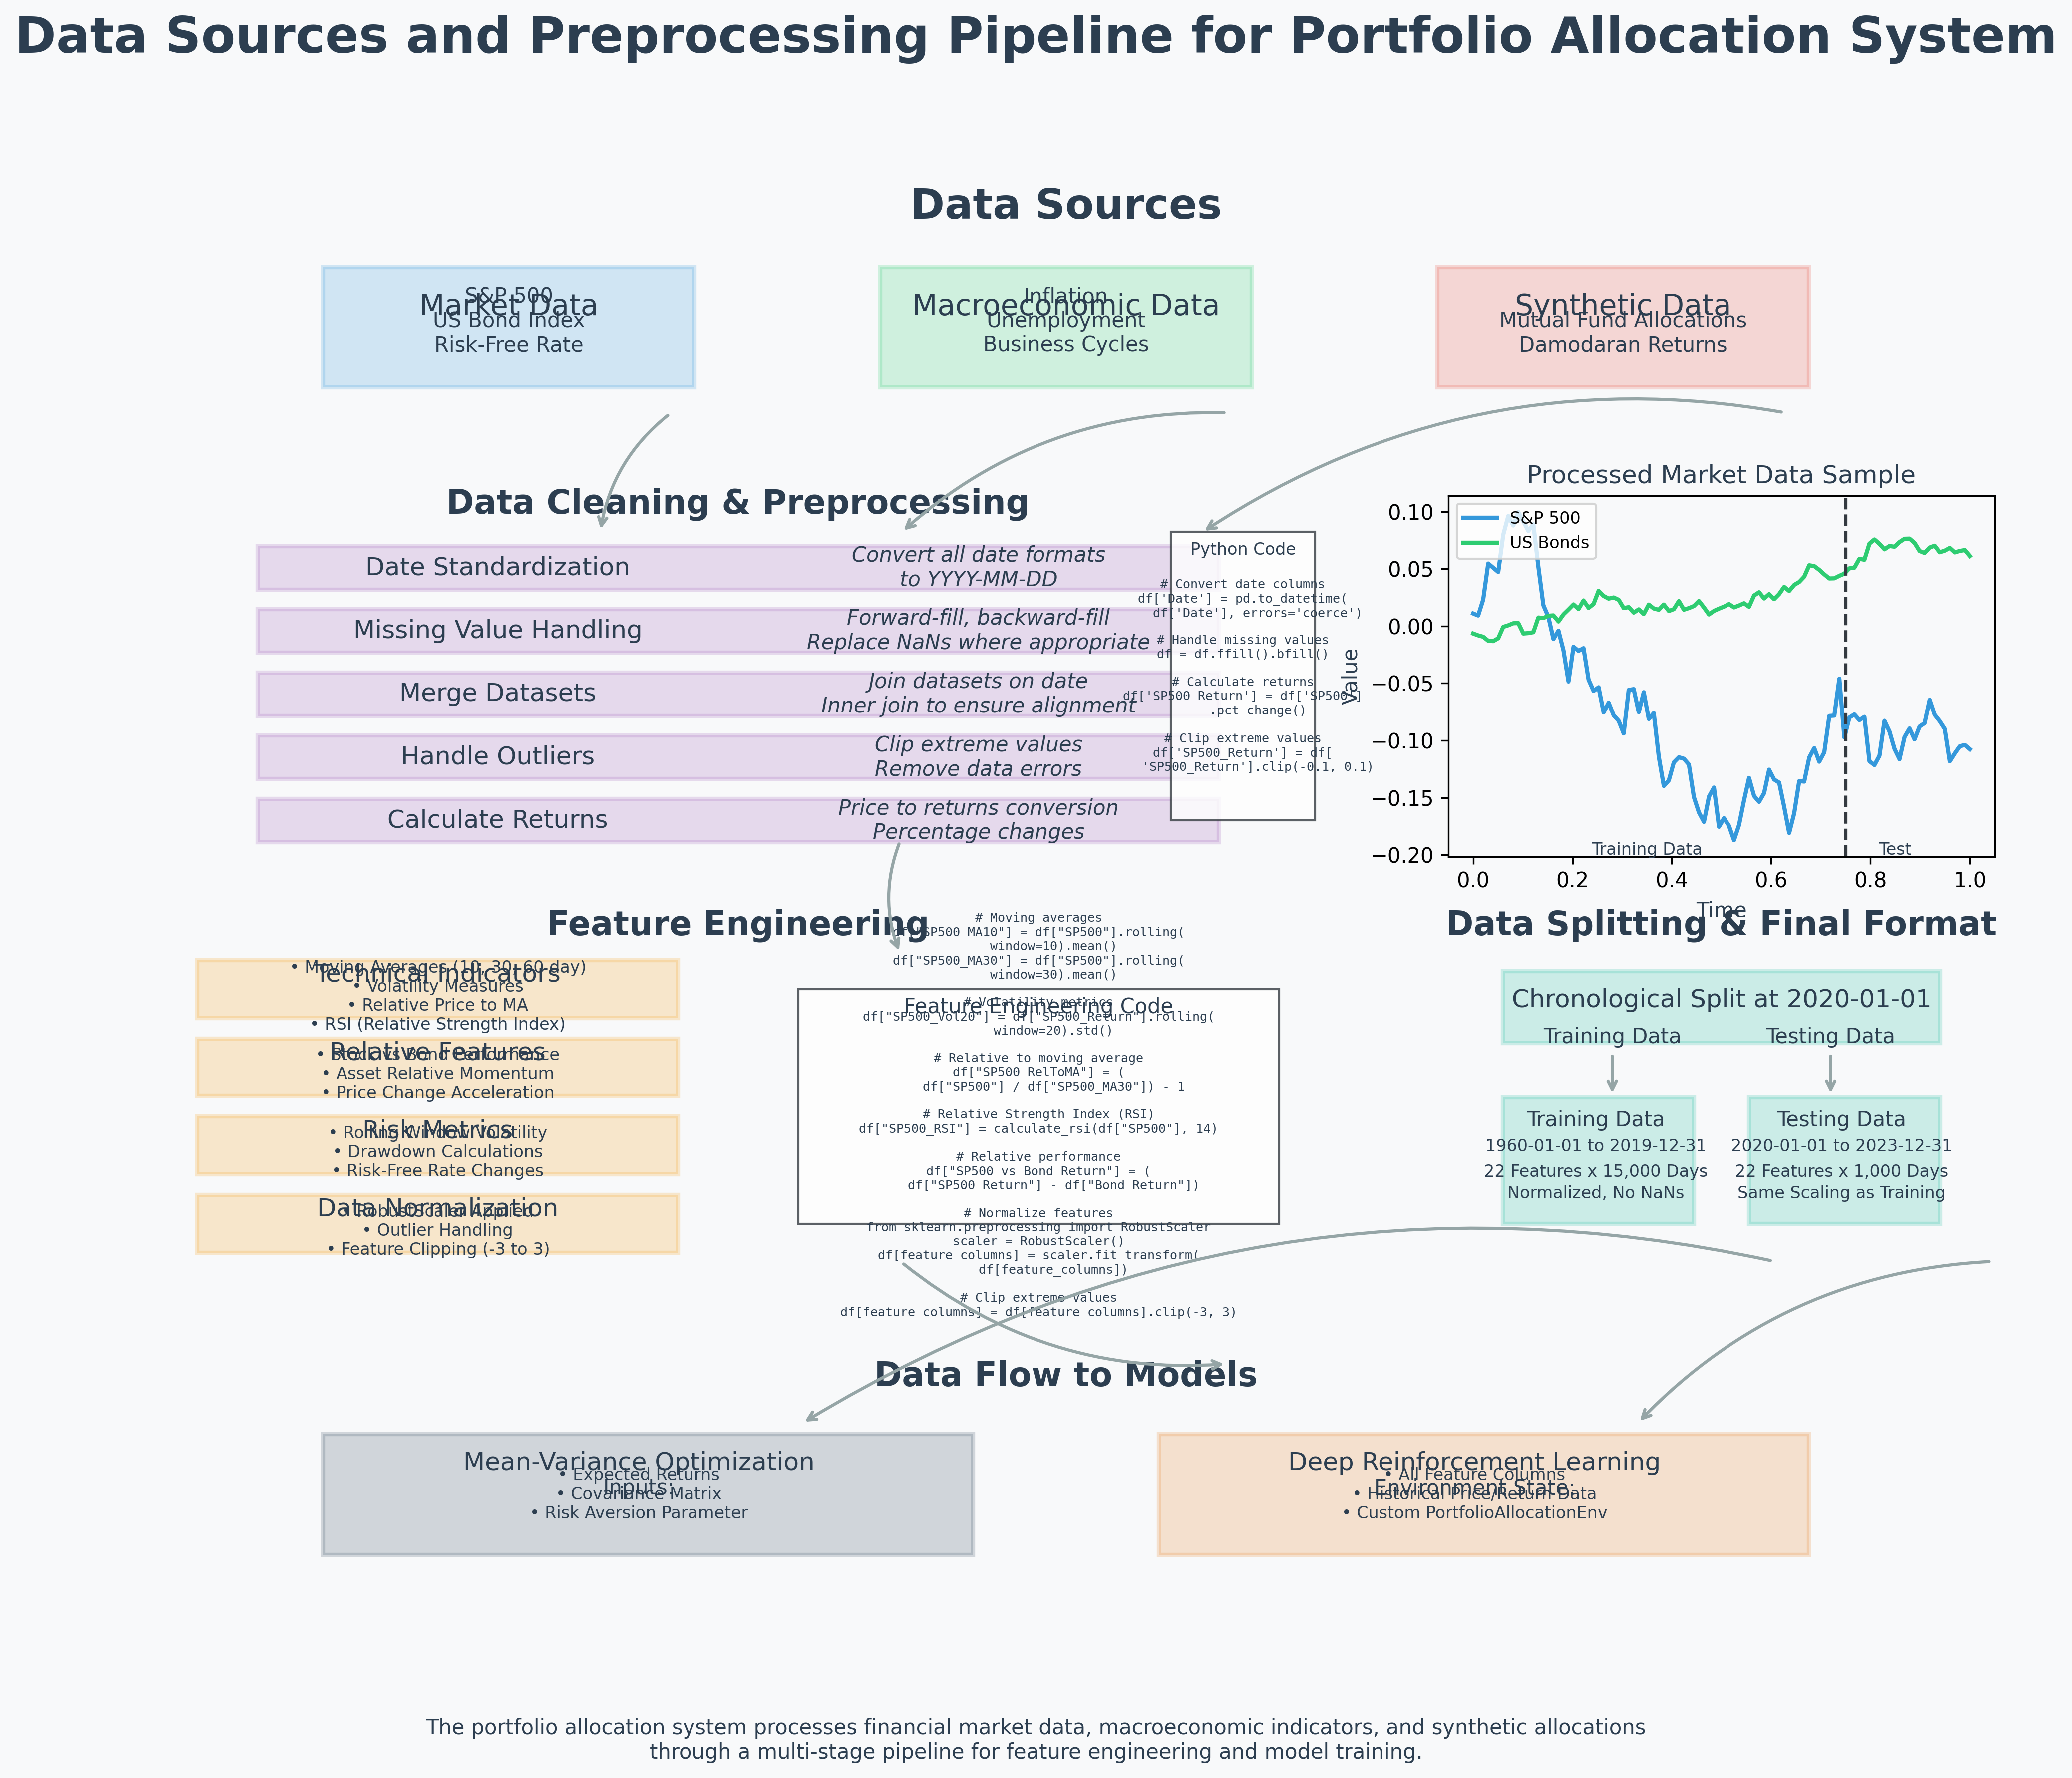 Data Sources and Preprocessing Pipeline for Portfolio Allocation System
Data Sources
Market Data
S&P 500
US Bond Index
Risk-Free Rate
Macroeconomic Data
Inflation
Unemployment
Business Cycles
Synthetic Data
Mutual Fund Allocations
Damodaran Returns
Data Cleaning & Preprocessing
Date Standardization
Convert all date formats
to YYYY-MM-DD
Missing Value Handling
Forward-fill, backward-fill
Replace NaNs where appropriate
Merge Datasets
Join datasets on date
Inner join to ensure alignment
Handle Outliers
Clip extreme values
Remove data errors
Calculate Returns
Price to returns conversion
Percentage changes
Python Code
# Convert date columns
df['Date'] = pd.to_datetime(
df['Date'], errors='coerce')
# Handle missing values
df = df.ffill().bfill()
# Calculate returns
df['SP500_Return'] = df['SP500']
.pct_change()
# Clip extreme values
df['SP500_Return'] = df[
'SP500_Return'].clip(-0.1, 0.1)
Processed Market Data Sample
S&P 500
US Bonds
Value
0.10
0.05
0.00
−0.05
−0.10
−0.15
−0.20
Training Data
Test
0.0
0.2
0.4
0.6
0.8
1.0
Time
Feature Engineering
Technical Indicators
• Moving Averages (10, 30, 60 day)
• Volatility Measures
• Relative Price to MA
• RSI (Relative Strength Index)
Relative Features
• Stock vs Bond Performance
• Asset Relative Momentum
• Price Change Acceleration
Risk Metrics
• Rolling Window Volatility
• Drawdown Calculations
• Risk-Free Rate Changes
Data Normalization
• RobustScaler Applied
• Outlier Handling
• Feature Clipping (-3 to 3)
Feature Engineering Code
# Moving averages
df["SP500_MA10"] = df["SP500"].rolling(
window=10).mean()
df["SP500_MA30"] = df["SP500"].rolling(
window=30).mean()
# Volatility metrics
df["SP500_Vol20"] = df["SP500_Return"].rolling(
window=20).std()
# Relative to moving average
df["SP500_RelToMA"] = (
df["SP500"] / df["SP500_MA30"]) - 1
# Relative Strength Index (RSI)
df["SP500_RSI"] = calculate_rsi(df["SP500"], 14)
# Relative performance
df["SP500_vs_Bond_Return"] = (
df["SP500_Return"] - df["Bond_Return"])
# Normalize features
from sklearn.preprocessing import RobustScaler
scaler = RobustScaler()
df[feature_columns] = scaler.fit_transform(
df[feature_columns])
# Clip extreme values
df[feature_columns] = df[feature_columns].clip(-3, 3)
Data Splitting & Final Format
Chronological Split at 2020-01-01
Training Data
Testing Data
Training Data
1960-01-01 to 2019-12-31
22 Features x 15,000 Days
Normalized, No NaNs
Testing Data
2020-01-01 to 2023-12-31
22 Features x 1,000 Days
Same Scaling as Training
Data Flow to Models
Mean-Variance Optimization
Inputs:
• Expected Returns
• Covariance Matrix
• Risk Aversion Parameter
Deep Reinforcement Learning
Environment State:
• All Feature Columns
• Historical Price/Return Data
• Custom PortfolioAllocationEnv
The portfolio allocation system processes financial market data, macroeconomic indicators, and synthetic allocations
through a multi-stage pipeline for feature engineering and model training.